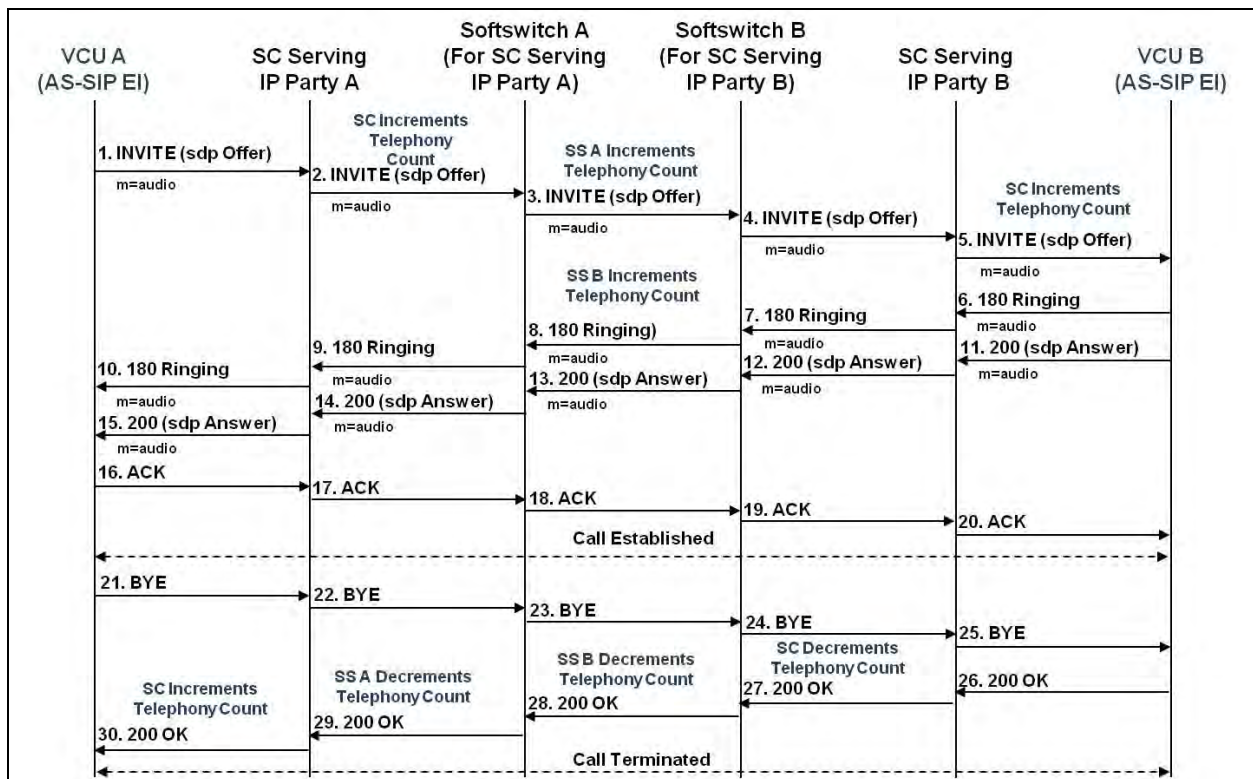 VCU A
(AS-SIP EI)
SC Serving
IP Party A
Softswitch A
(For SC Serving
IP Party A)
Softswitch B
(For SC Serving
IP Party B)
SC Serving
IP Party B
VCU B
(AS-SIP EI)
SC Increments
Telephony
Count
1. INVITE (sdp Offer)
m=audio
2. INVITE (sdp Offer)
m=audio
SS A Increments
Telephony Count
3. INVITE (sdp Offer)
m=audio
4. INVITE (sdp Offer)
m=audio
SC Increments
Telephony Count
5. INVITE (sdp Offer)
m=audio
SS B Increments
Telephony Count
6. 180 Ringing
m=audio
7. 180 Ringing
m=audio
8. 180 Ringing)
m=audio
9. 180 Ringing
m=audio
10. 180 Ringing
m=audio
11. 200 (sdp Answer)
m=audio
12. 200 (sdp Answer)
m=audio
13. 200 (sdp Answer)
m=audio
14. 200 (sdp Answer)
m=audio
15. 200 (sdp Answer)
m=audio
16. ACK
17. ACK
18. ACK
19. ACK
20. ACK
Call Established
21. BYE
22. BYE
23. BYE
24. BYE
25. BYE
26. 200 OK
SC Decrements
Telephony Count
27. 200 OK
SS B Decrements
Telephony Count
28. 200 OK
SS A Decrements
Telephony Count
29. 200 OK
SC Increments
Telephony Count
30. 200 OK
Call Terminated